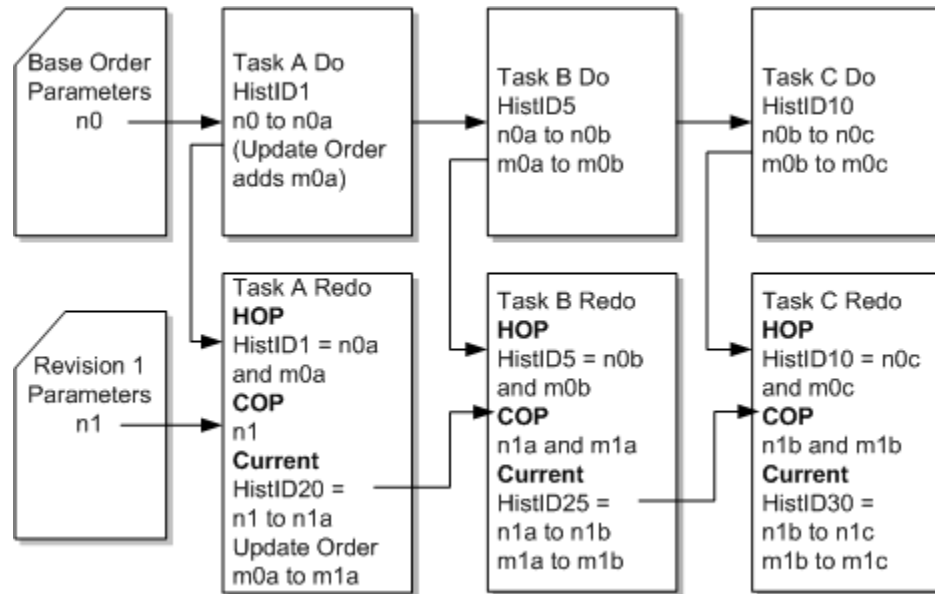 Base Order
Parameters
n0
Task A Do
HistID1
n0 to n0a
(Update Order
adds m0a)
Task B Do
HistID5
n0a to n0b
m0a to m0b
Task C Do
HistID10
n0b to n0c
m0b to m0c
Revision 1
Parameters
n1
Task A Redo
HOP
HistID1 = n0a
and m0a
COP
n1
Current
HistID20 =
n1 to n1a
Update Order
m0a to m1a
Task B Redo
HOP
HistID5 = n0b
and m0b
COP
n1a and m1a
Current
HistID25 =
n1a to n1b
m1a to m1b
Task C Redo
HOP
HistID10 = n0c
and m0c
COP
n1b and m1b
Current
HistID30 =
n1b to n1c
m1b to m1c